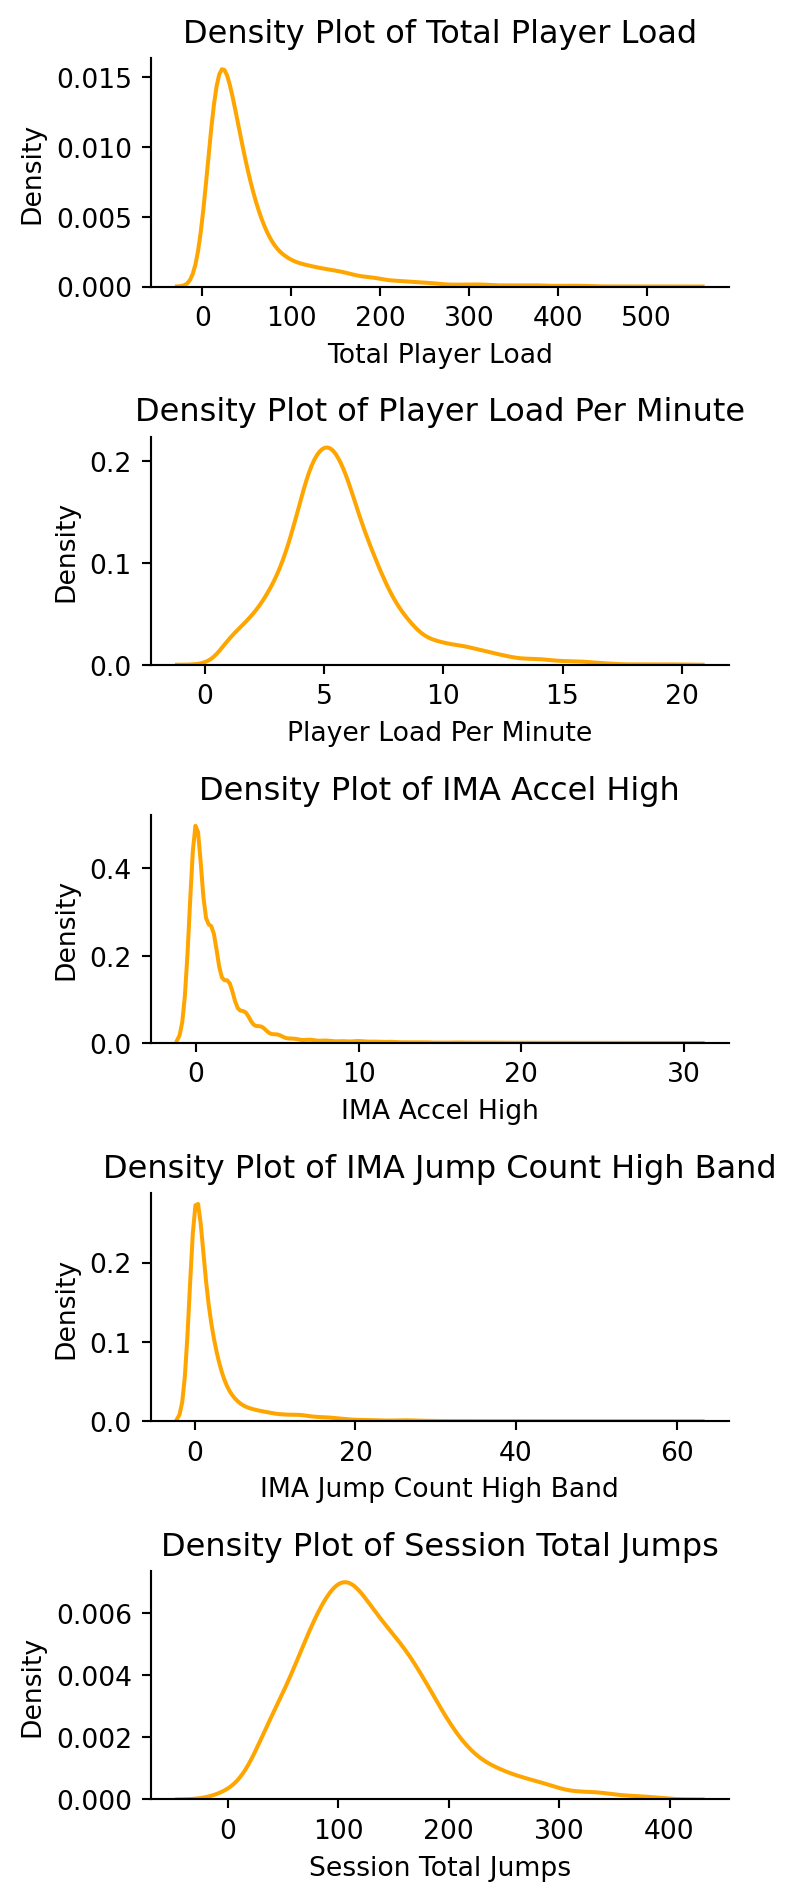 Density Plot of Total Player Load
0.015
0.010
0.005
0.000
Density
0 100 200 300 400 500
Total Player Load
Density Plot of Player Load Per Minute
0.2
0.1
0.0
Density
0 5 10 15 20
Player Load Per Minute
Density Plot of IMA Accel High
0.4
0.2
0.0
Density
0 10 20 30
IMA Accel High
Density Plot of IMA Jump Count High Band
0.2
0.1
0.0
Density
0 20 40 60
IMA Jump Count High Band
Density Plot of Session Total Jumps
0.006
0.004
0.002
0.000
Density
0 100 200 300 400
Session Total Jumps